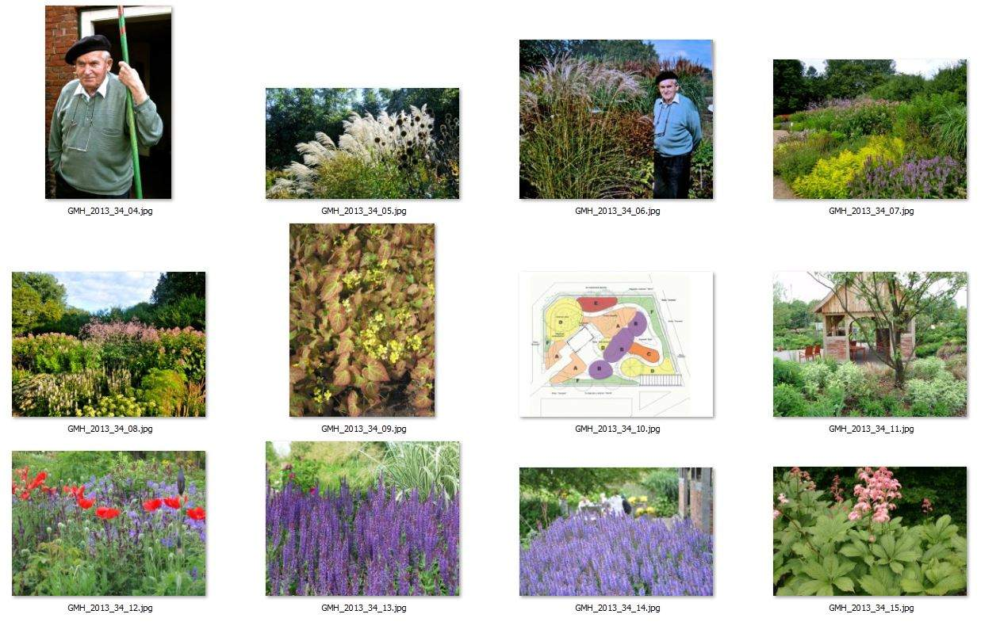 GMH_2013_34_04.jpg
GMH_2013_34_05.jpg
GMH_2013_34_06.jpg
GMH_2013_34_07.jpg
GMH_2013_34_08.jpg
E
D
F
A
B
B
D
C
F
A
A
B
D
F
GMH_2013_34_09.jpg
GMH_2013_34_10.jpg
GMH_2013_34_11.jpg
GMH_2013_34_12.jpg
GMH_2013_34_13.jpg
GMH_2013_34_14.jpg
GMH_2013_34_15.jpg